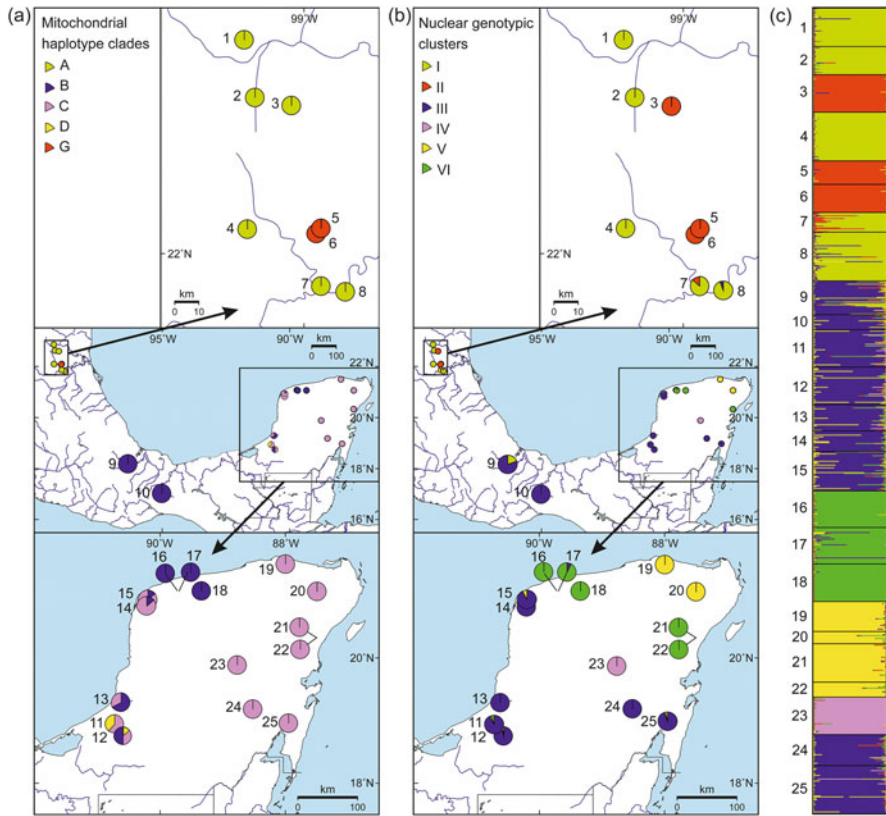 (a)
Mitochondrial
haplotype clades
A
B
C
D
G
99°W
1
2
3
4
5
6
7
8
22°N
km
0 10
95°W
90°W
km
0 100
22°N
20°N
18°N
16°N
9
10
90°W
88°W
16
17
18
19
20
15
14
21
22
23
24
25
13
11
12
20°N
18°N
km
0 100
(b)
Nuclear genotypic
clusters
I
II
III
IV
V
VI
99°W
1
2
3
4
5
6
7
8
22°N
km
0 10
95°W
90°W
km
0 100
22°N
20°N
18°N
16°N
9
10
90°W
88°W
16
17
18
19
20
15
14
21
22
23
24
25
13
11
12
20°N
18°N
km
0 100
(c)
1
2
3
4
5
6
7
8
9
10
11
12
13
14
15
16
17
18
19
20
21
22
23
24
25